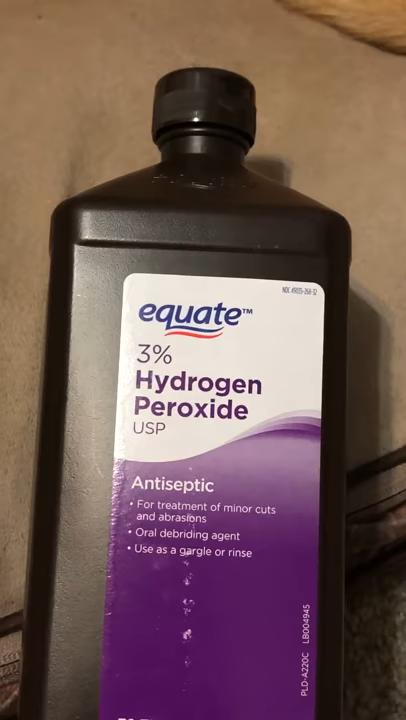 NDC 49035-268-32
equate™
3%
Hydrogen
Peroxide
USP
Antiseptic
• For treatment of minor cuts
and abrasions
• Oral debriding agent
• Use as a gargle or rinse
PLD-A220C LB004945